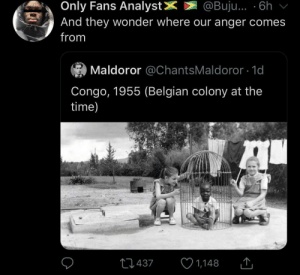 Only Fans Analyst @Buju... · 6h
And they wonder where our anger comes
from
Maldoror @ChantsMaldoror · 1d
Congo, 1955 (Belgian colony at the
time)
437 1,148